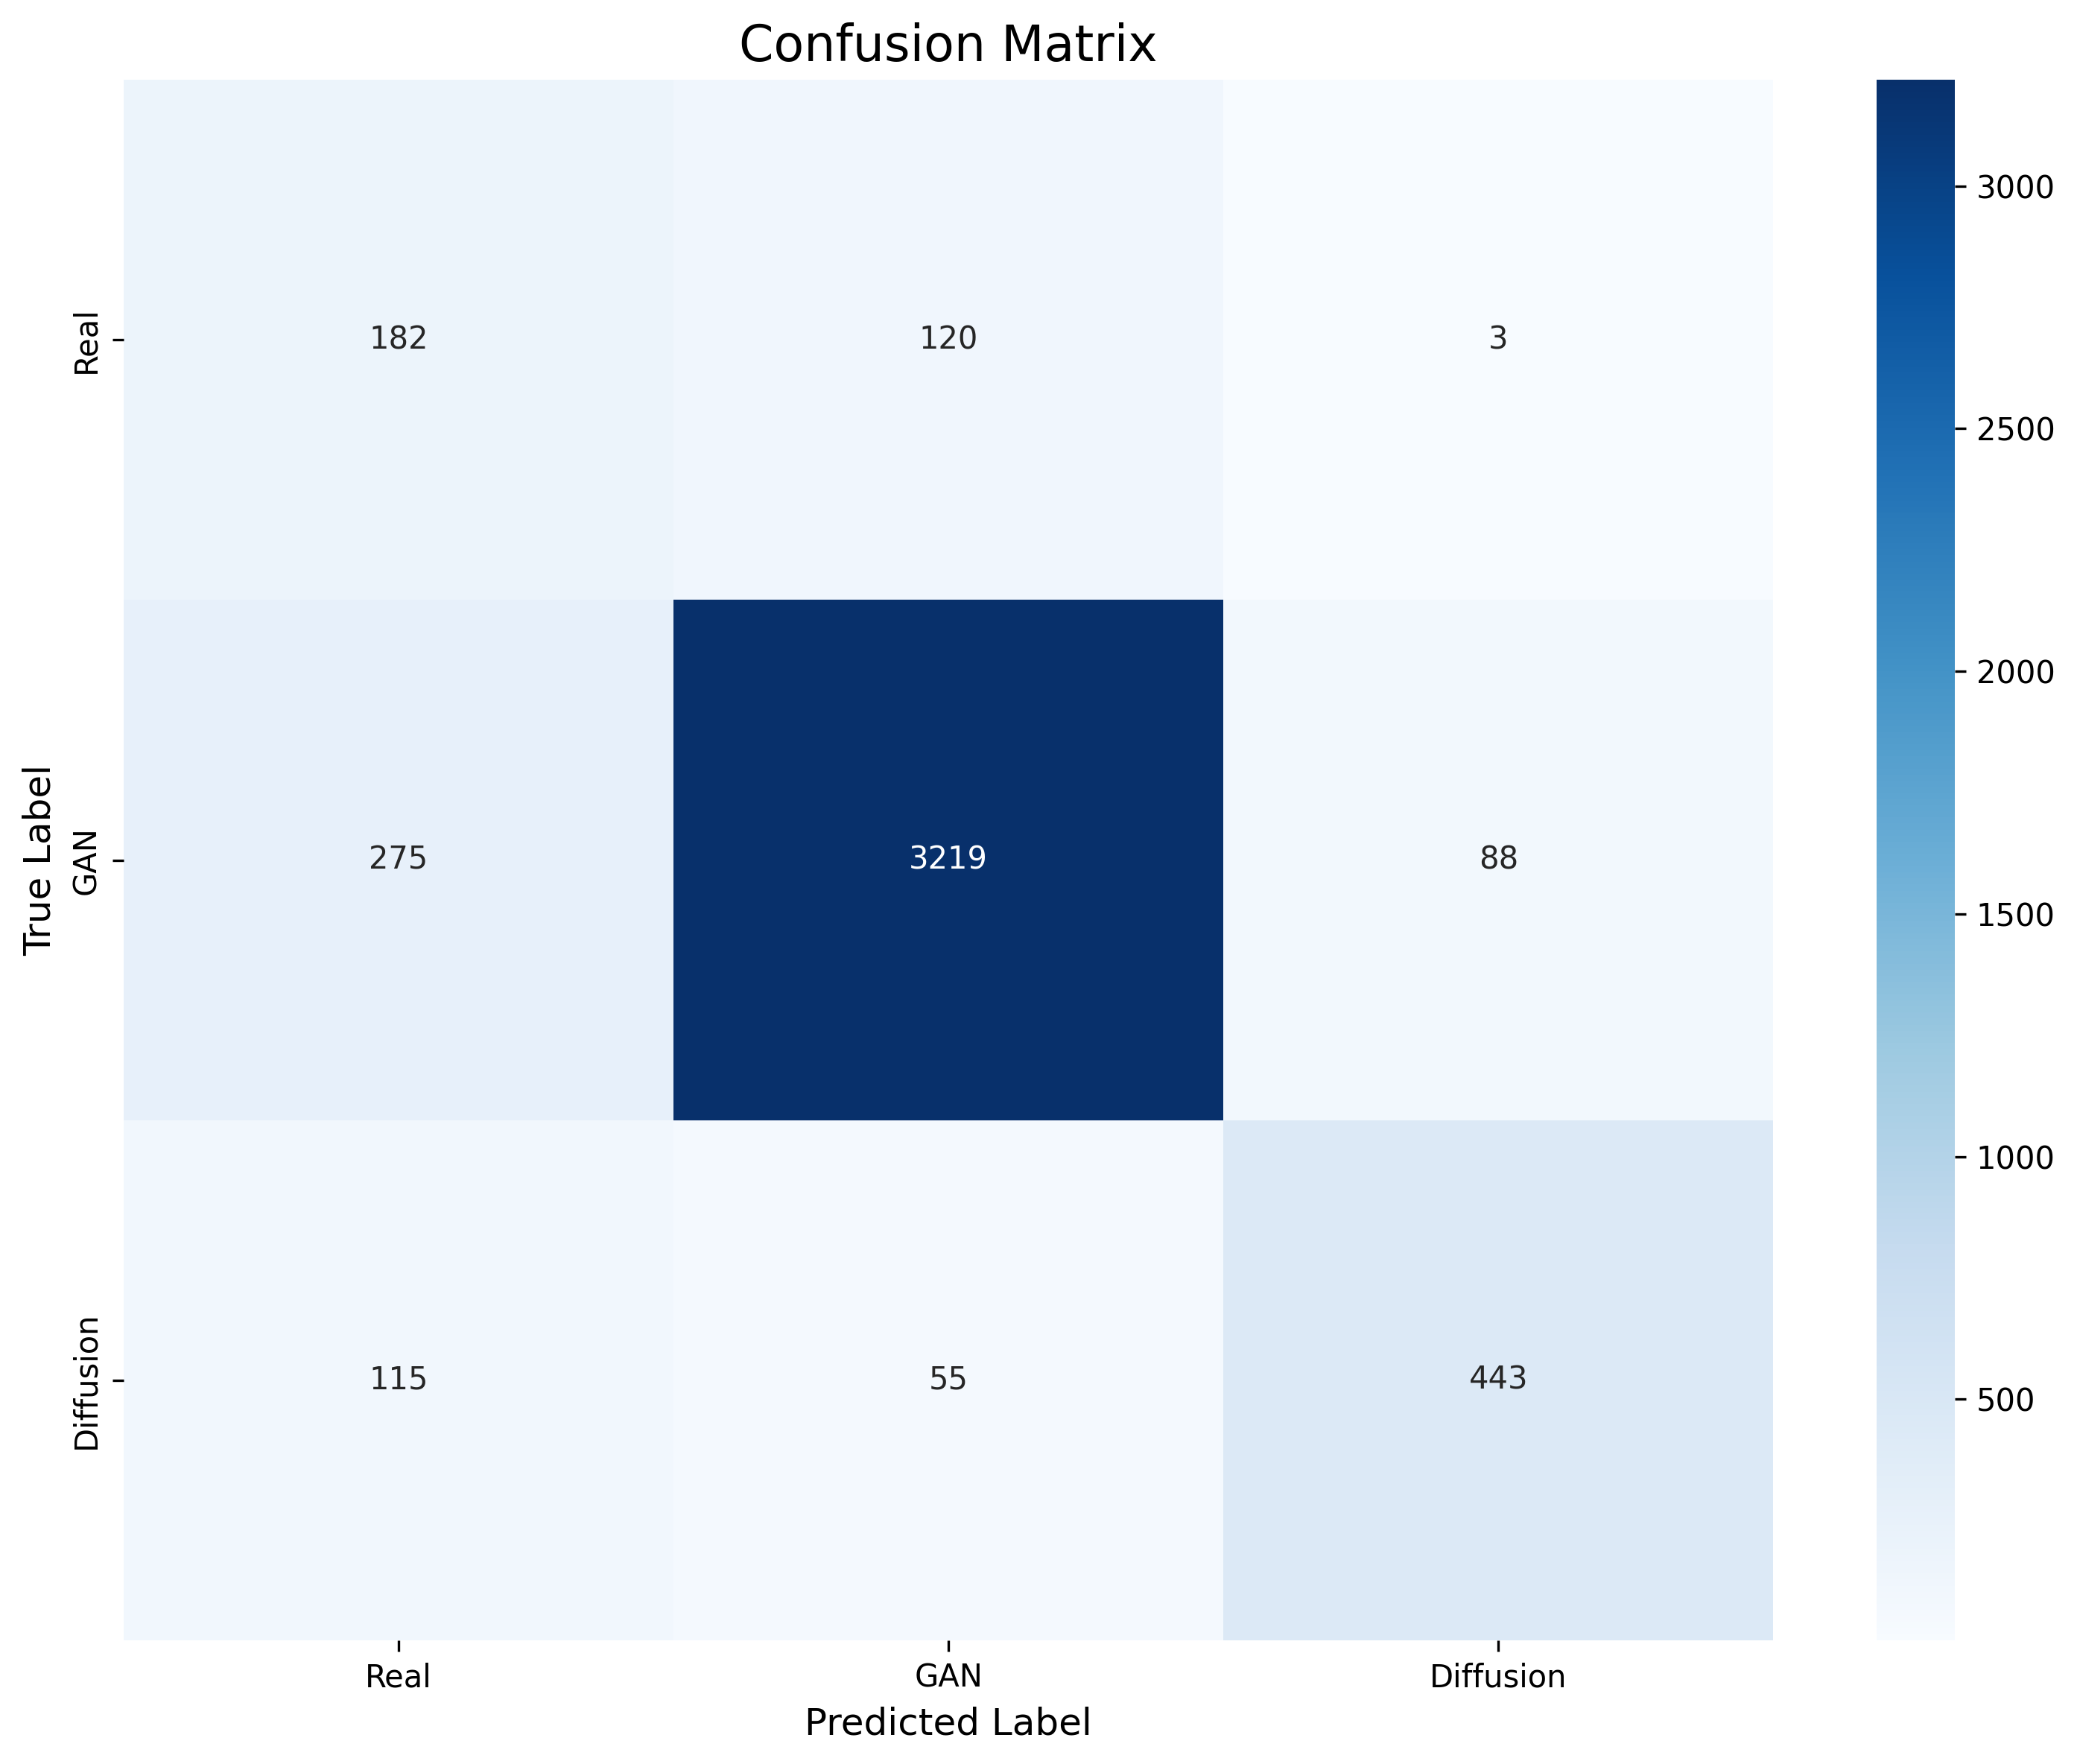 Confusion Matrix
True Label
Real
182 120 3
GAN
275 3219 88
Diffusion
115 55 443
Real GAN Diffusion
Predicted Label
3000
2500
2000
1500
1000
500